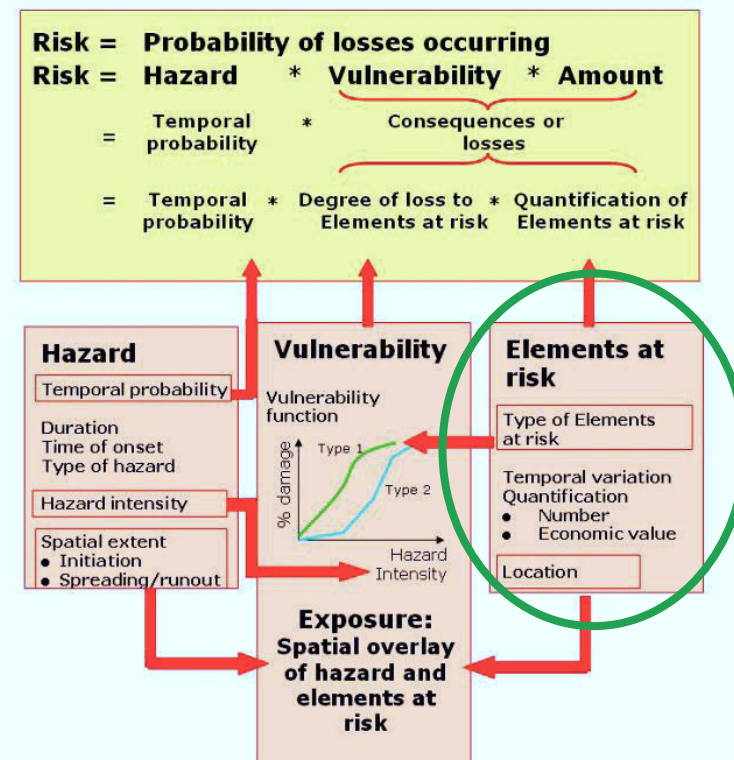 Risk = Probability of losses occurring
Risk = Hazard * Vulnerability * Amount
= Temporal probability * Consequences or losses
= Temporal probability * Degree of loss to Elements at risk * Quantification of Elements at risk
Hazard
Temporal probability
Duration
Time of onset
Type of hazard
Hazard intensity
Spatial extent
• Initiation
• Spreading/runout
Vulnerability
Vulnerability
function
% damage
Type 1
Type 2
Hazard
Intensity
Exposure:
Spatial overlay
of hazard and
elements at
risk
Elements at
risk
Type of Elements
at risk
Temporal variation
Quantification
• Number
• Economic value
Location